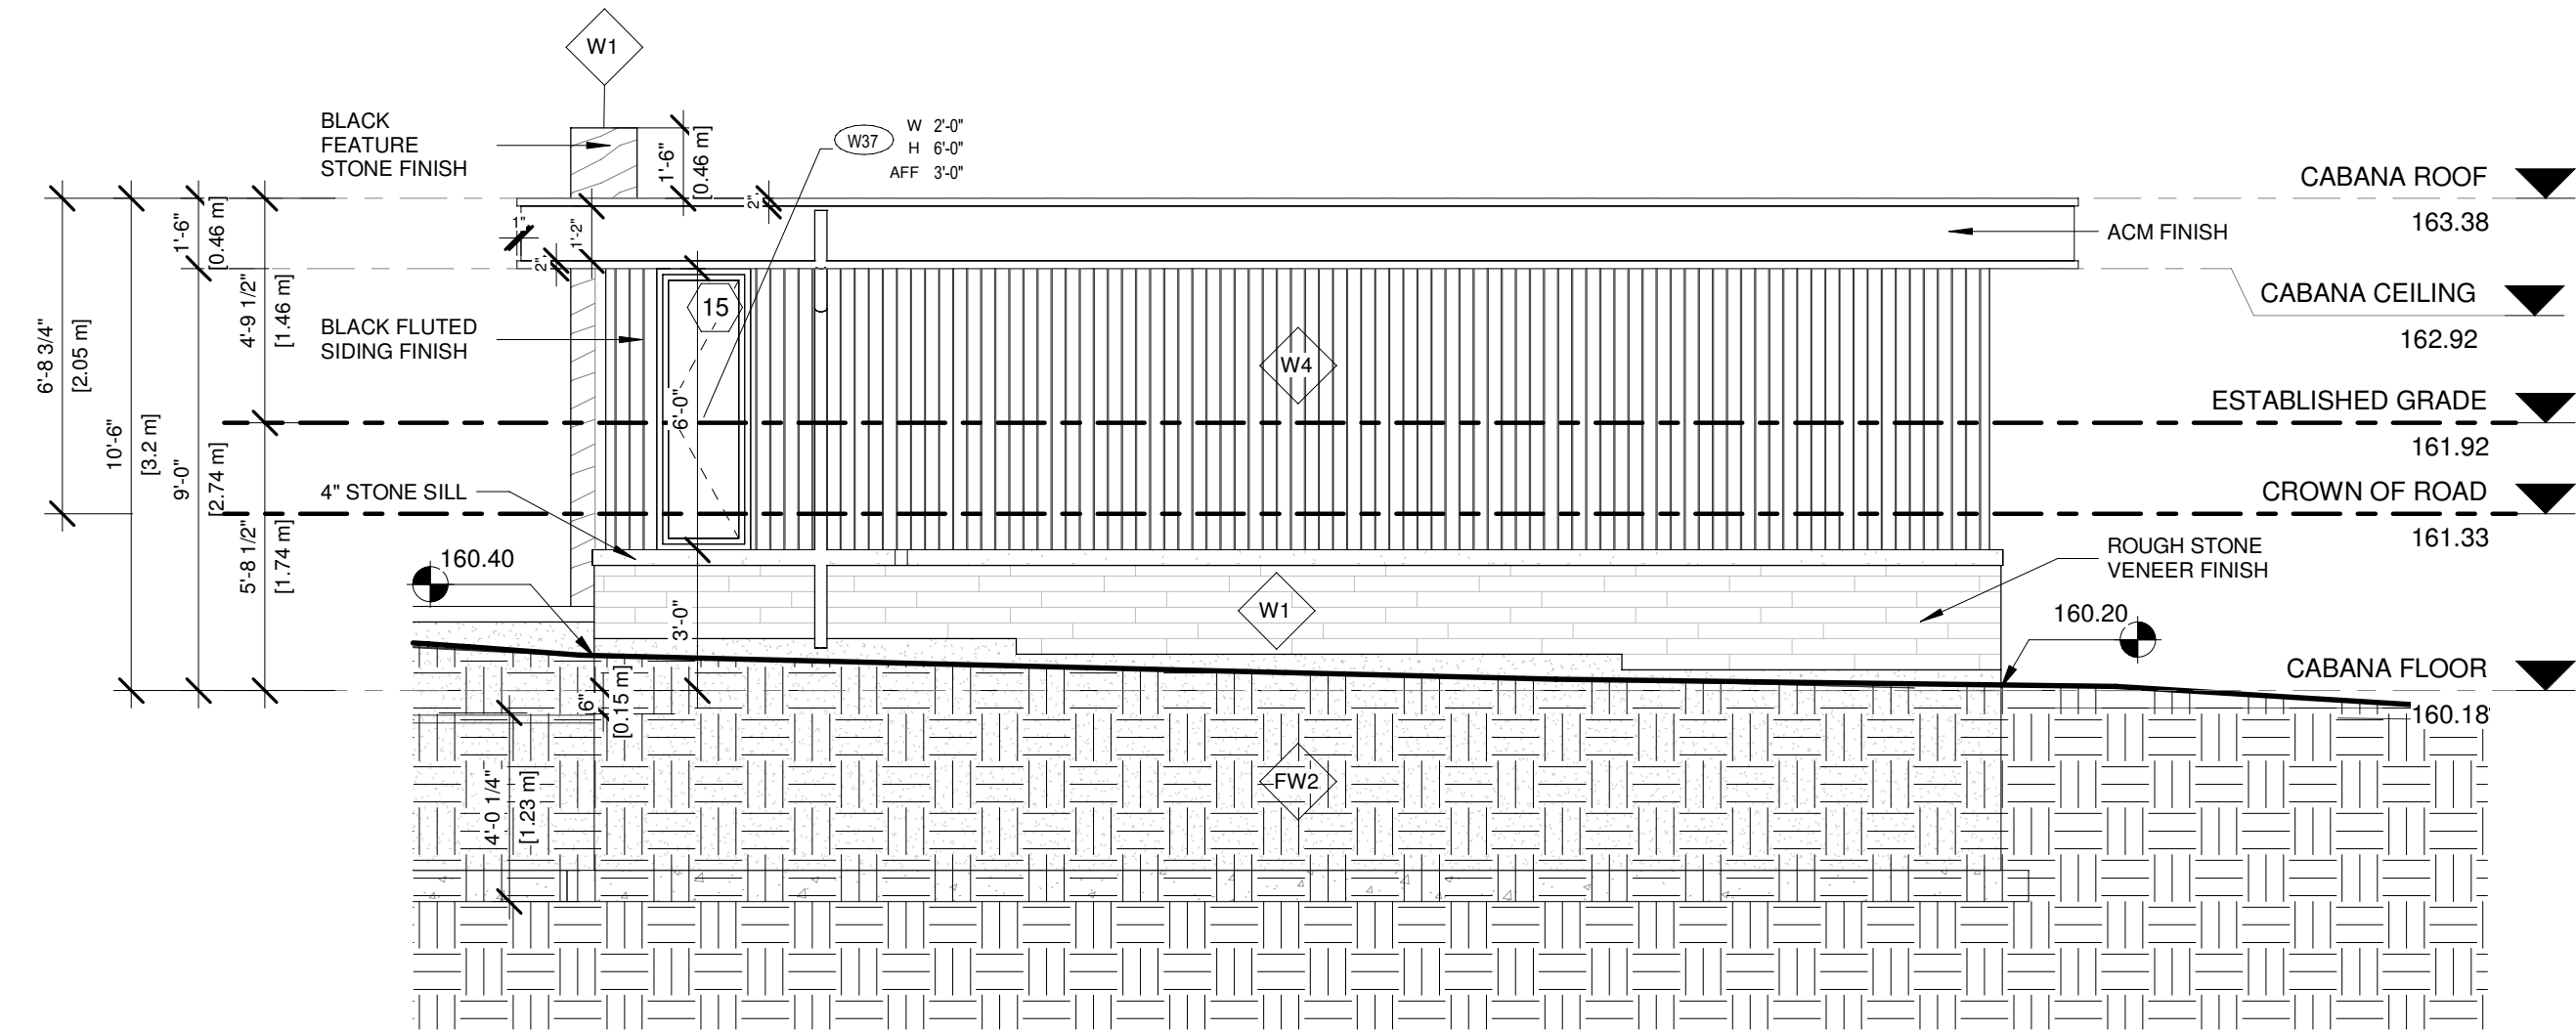 W1
BLACK
FEATURE
STONE FINISH
1'-6"
[0.46 m]
W37
W 2'-0"
H 6'-0"
AFF 3'-0"
CABANA ROOF
163.38
2"
1"
1'-2"
2"
1'-6"
[0.46 m]
ACM FINISH
CABANA CEILING
162.92
15
BLACK FLUTED
SIDING FINISH
6'-8 3/4"
[2.05 m]
10'-6"
[3.2 m]
9'-0"
[2.74 m]
4'-9 1/2"
[1.46 m]
W4
6'-0"
ESTABLISHED GRADE
161.92
4" STONE SILL
CROWN OF ROAD
161.33
5'-8 1/2"
[1.74 m]
160.40
ROUGH STONE
VENEER FINISH
W1
3'-0"
160.20
CABANA FLOOR
160.18
6"
[0.15 m]
4'-0 1/4"
[1.23 m]
FW2